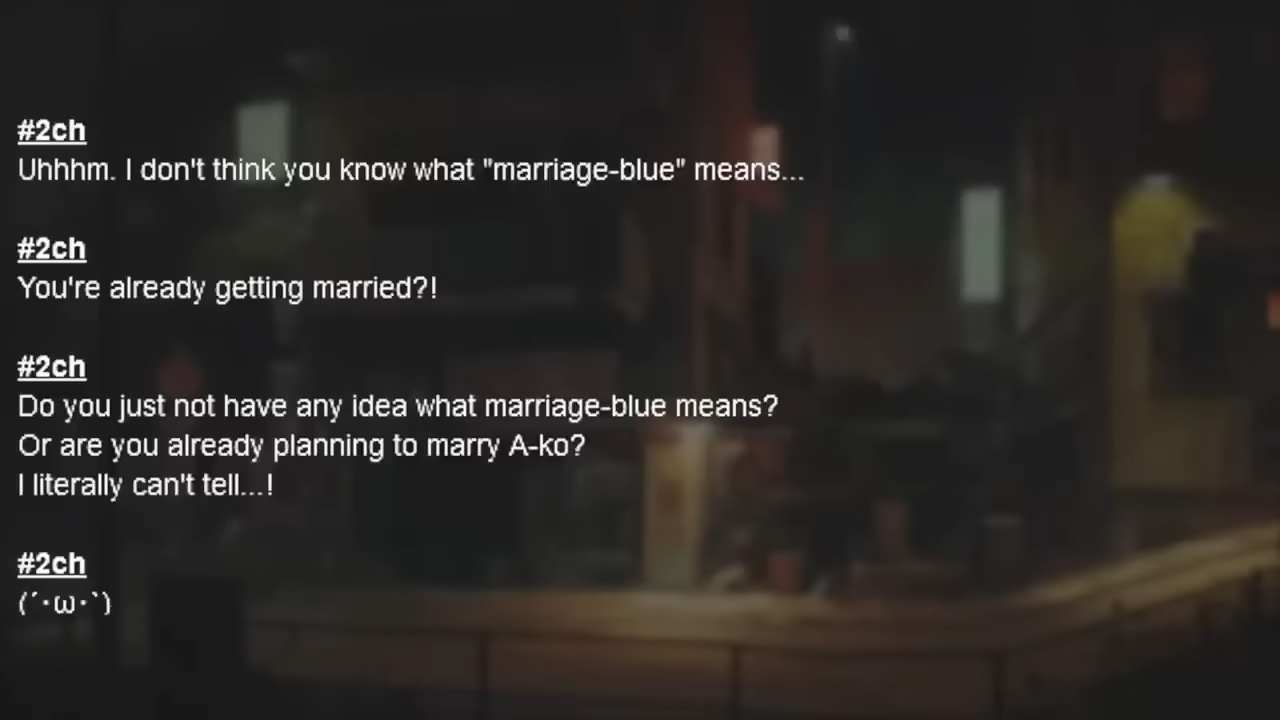 #2ch
Uhhhm. I don't think you know what "marriage-blue" means...
#2ch
You're already getting married?!
#2ch
Do you just not have any idea what marriage-blue means?
Or are you already planning to marry A-ko?
I literally can't tell...!
#2ch
(´･ω･`)